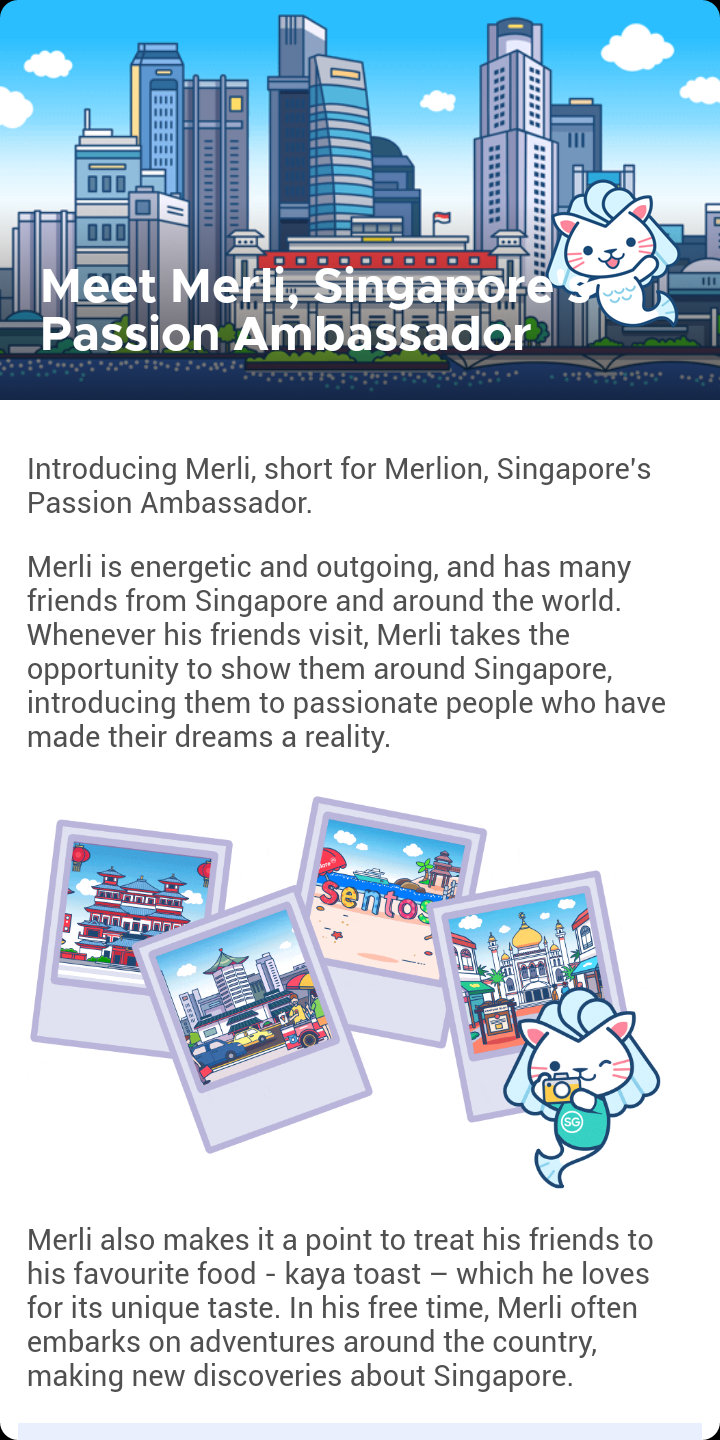 Meet Merli, Singapore's
Passion Ambassador
Introducing Merli, short for Merlion, Singapore's
Passion Ambassador.
Merli is energetic and outgoing, and has many
friends from Singapore and around the world.
Whenever his friends visit, Merli takes the
opportunity to show them around Singapore,
introducing them to passionate people who have
made their dreams a reality.
sentos
SG
Merli also makes it a point to treat his friends to
his favourite food - kaya toast – which he loves
for its unique taste. In his free time, Merli often
embarks on adventures around the country,
making new discoveries about Singapore.